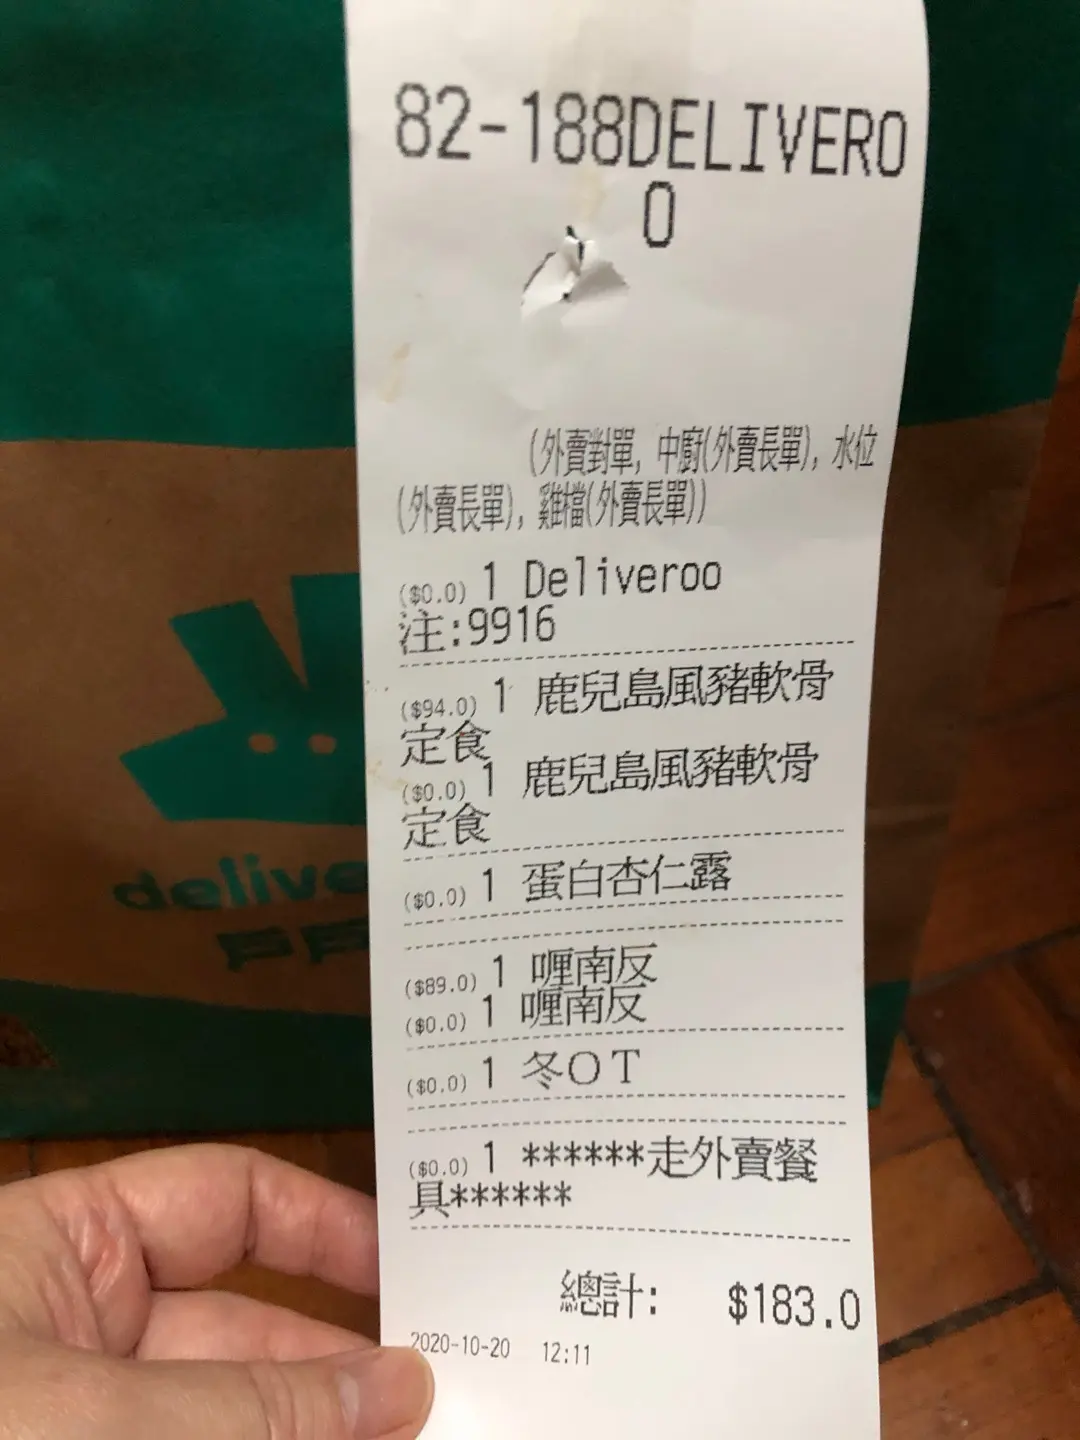 82-188DELIVERO
O
(外賣對單, 中廚(外賣長單), 水位
(外賣長單), 雞檔(外賣長單))
($0.0) 1 Deliveroo
注:9916
($94.0) 1 鹿兒島風豬軟骨
定食
($0.0) 1 鹿兒島風豬軟骨
定食
($0.0) 1 蛋白杏仁露
($89.0) 1 喱南反
($0.0) 1 喱南反
($0.0) 1 冬OT
($0.0) 1 ******走外賣餐
具******
總計: $183.0
2020-10-20 12:11
delive
戶戶